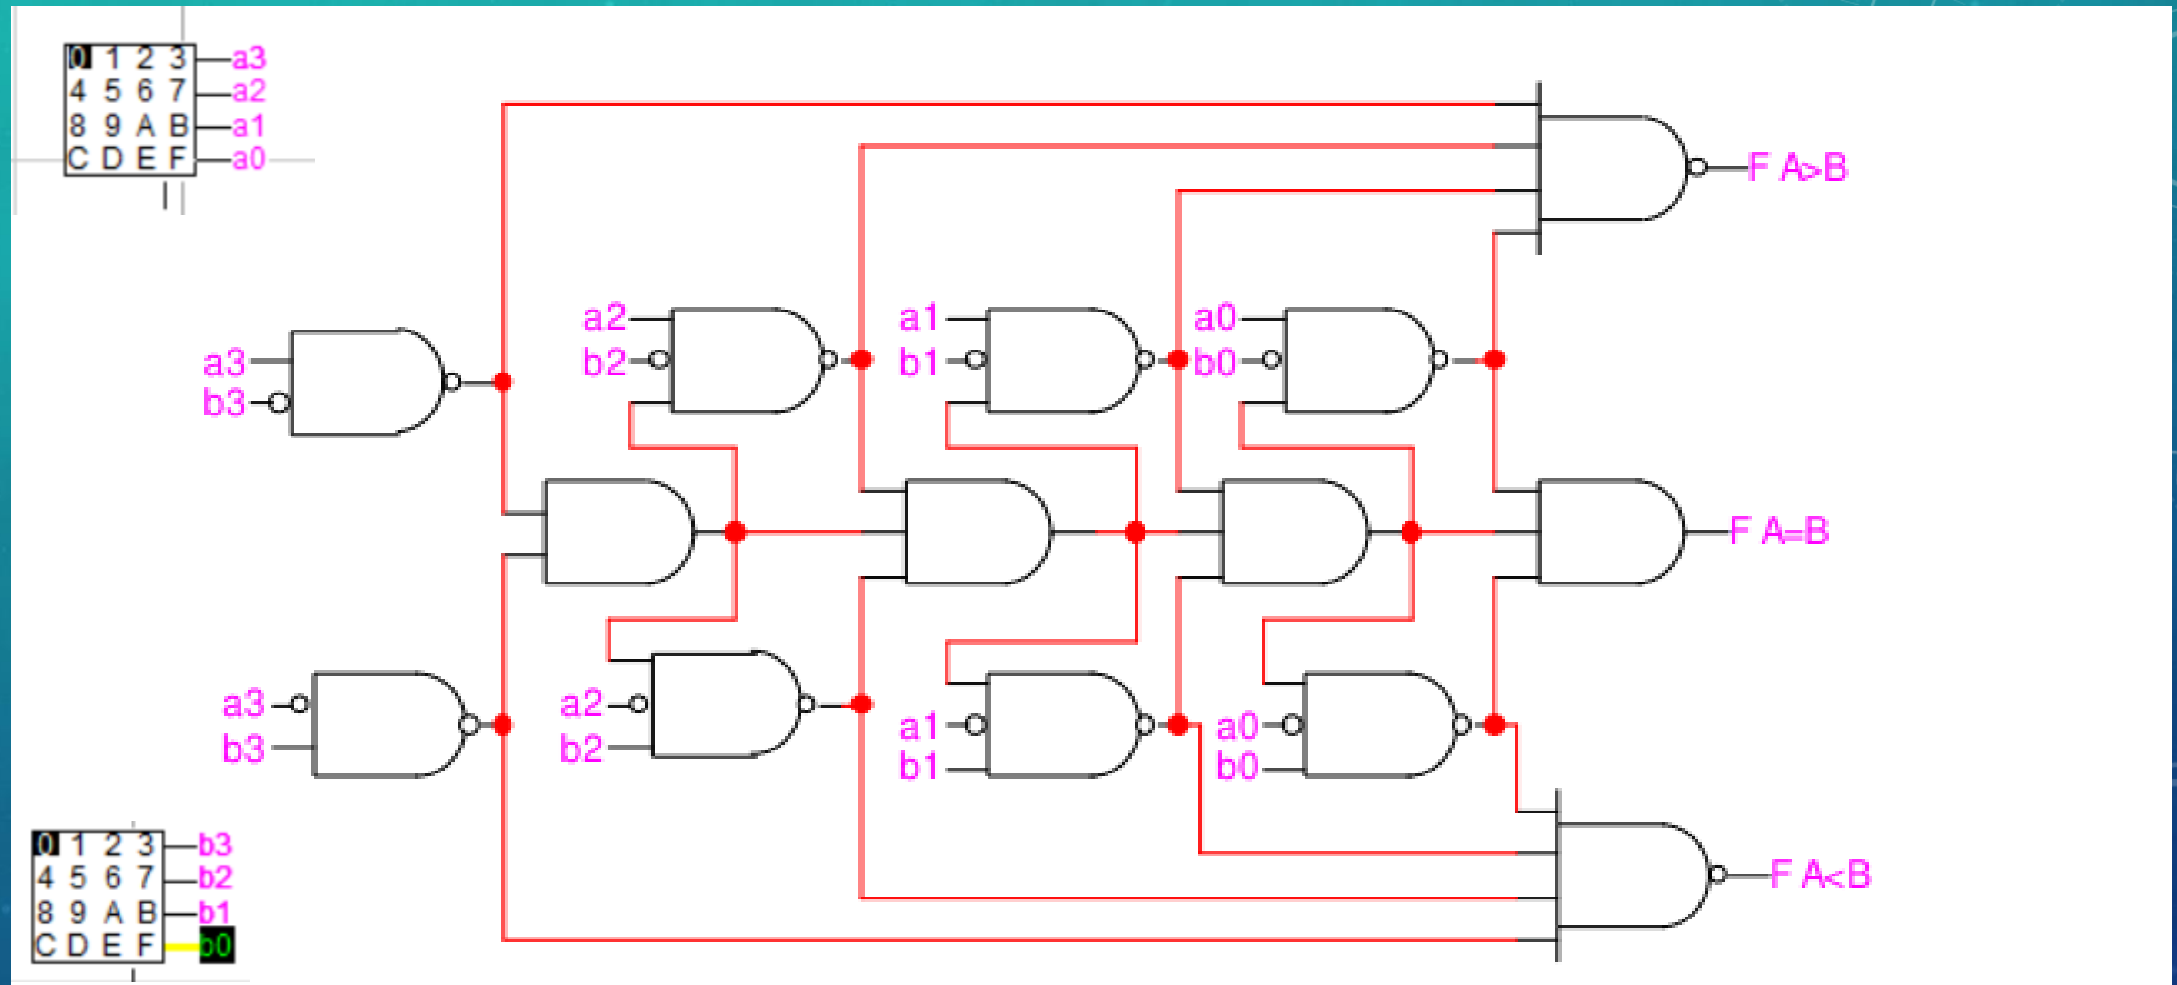 0 1 2 3 a3
4 5 6 7 a2
8 9 A B a1
C D E F a0
F A>B
a2
b2
a1
b1
a0
b0
a3
b3
F A=B
a3
b3
a2
b2
a1
b1
a0
b0
F A<B
0 1 2 3 b3
4 5 6 7 b2
8 9 A B b1
C D E F b0